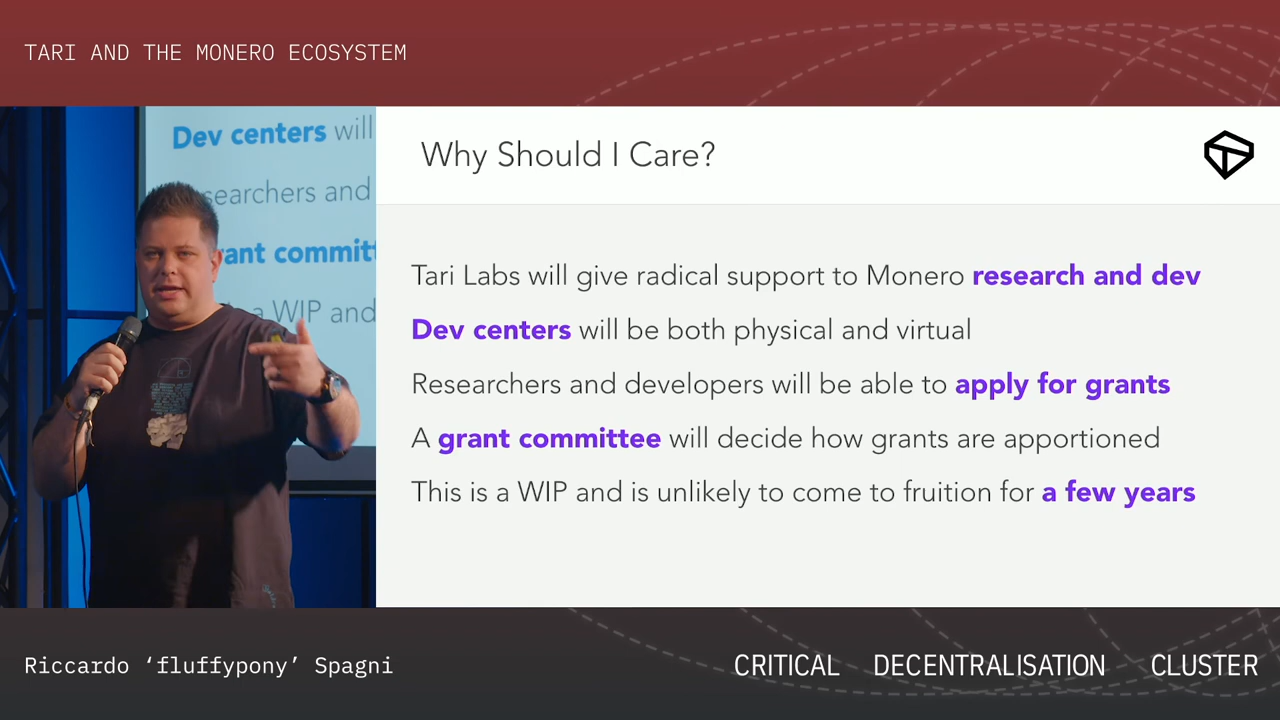 TARI AND THE MONERO ECOSYSTEM
Dev centers will
searchers and
rant committ
a WIP and
Why Should I Care?
Tari Labs will give radical support to Monero research and dev
Dev centers will be both physical and virtual
Researchers and developers will be able to apply for grants
A grant committee will decide how grants are apportioned
This is a WIP and is unlikely to come to fruition for a few years
Riccardo ‘fluffypony’ Spagni
CRITICAL DECENTRALISATION CLUSTER